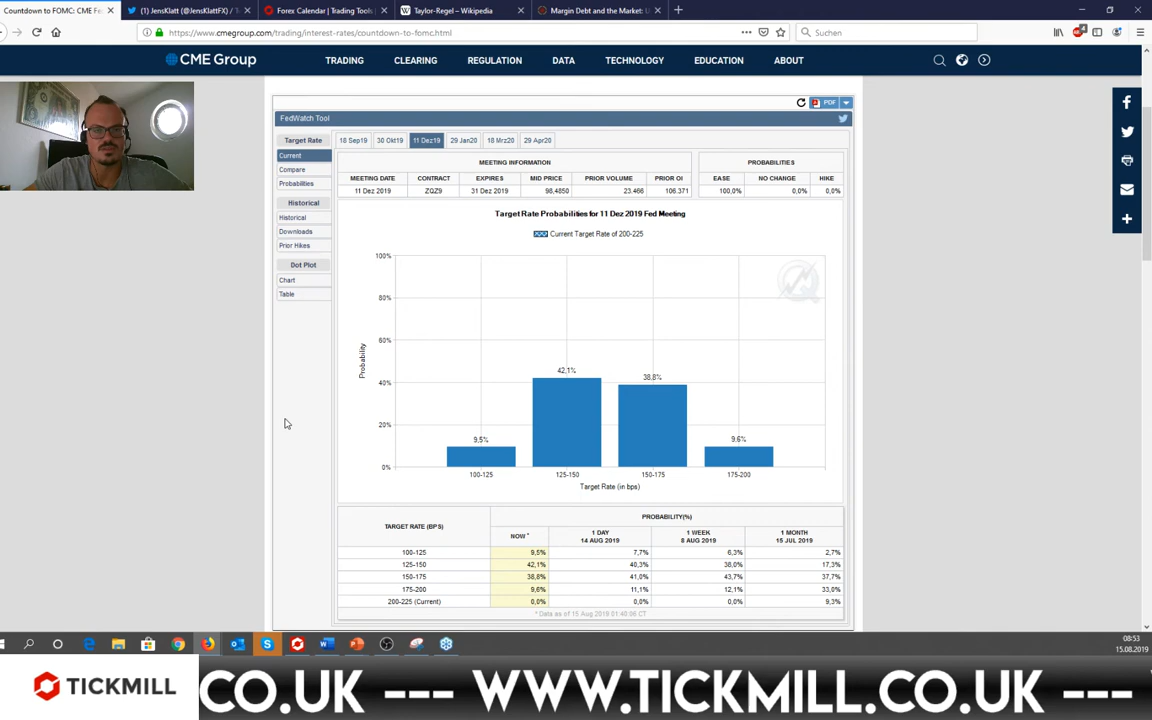 Countdown to FOMC: CME Fe
(1) JensKlatt (@JensKlattFX) / T
Forex Calendar | Trading Tools |
Taylor-Regel – Wikipedia
Margin Debt and the Market: U
https://www.cmegroup.com/trading/interest-rates/countdown-to-fomc.html
Suchen
CME Group
TRADING CLEARING REGULATION DATA TECHNOLOGY EDUCATION ABOUT
PDF
FedWatch Tool
Target Rate
Current
Compare
Probabilities
Historical
Historical
Downloads
Prior Hikes
Dot Plot
Chart
Table
18 Sep19 30 Okt19 11 Dez19 29 Jan20 18 Mrz20 29 Apr20
MEETING INFORMATION
MEETING DATE CONTRACT EXPIRES MID PRICE PRIOR VOLUME PRIOR OI
11 Dez 2019 ZQZ9 31 Dez 2019 98,4850 23.466 106.371
PROBABILITIES
EASE NO CHANGE HIKE
100,0% 0,0% 0,0%
Target Rate Probabilities for 11 Dez 2019 Fed Meeting
Current Target Rate of 200-225
100%
80%
60%
40%
20%
0%
Probability
9,5%
42,1%
38,8%
9,6%
100-125 125-150 150-175 175-200
Target Rate (in bps)
TARGET RATE (BPS)
PROBABILITY(%)
NOW *
1 DAY
14 AUG 2019
1 WEEK
8 AUG 2019
1 MONTH
15 JUL 2019
100-125 9,5% 7,7% 6,3% 2,7%
125-150 42,1% 40,3% 38,0% 17,3%
150-175 38,8% 41,0% 43,7% 37,7%
175-200 9,6% 11,1% 12,1% 33,0%
200-225 (Current) 0,0% 0,0% 0,0% 9,3%
* Data as of 15 Aug 2019 01:40:06 CT
08:53
15.08.2019
TICKMILL
CO.UK --- WWW.TICKMILL.CO.UK ---